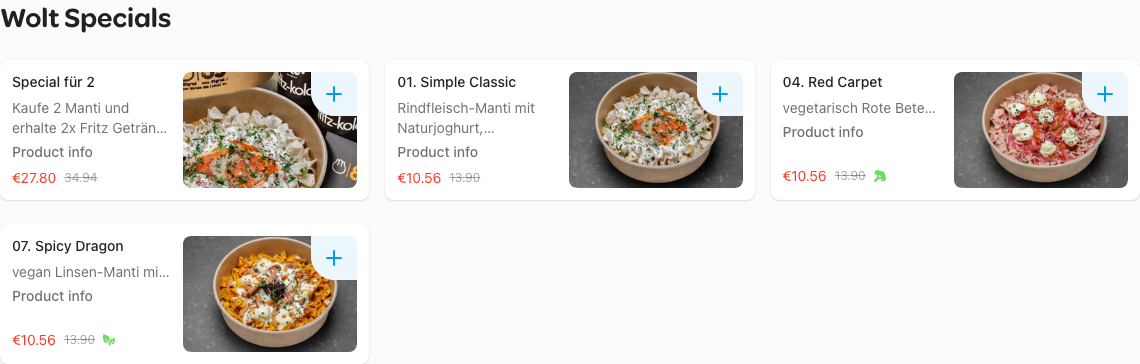 Wolt Specials
Special für 2
Kaufe 2 Manti und
erhalte 2x Fritz Geträn...
Product info
€27.80 34.94
01. Simple Classic
Rindfleisch-Manti mit
Naturjoghurt,...
Product info
€10.56 13.90
04. Red Carpet
vegetarisch Rote Bete...
Product info
€10.56 13.90
07. Spicy Dragon
vegan Linsen-Manti mi...
Product info
€10.56 13.90